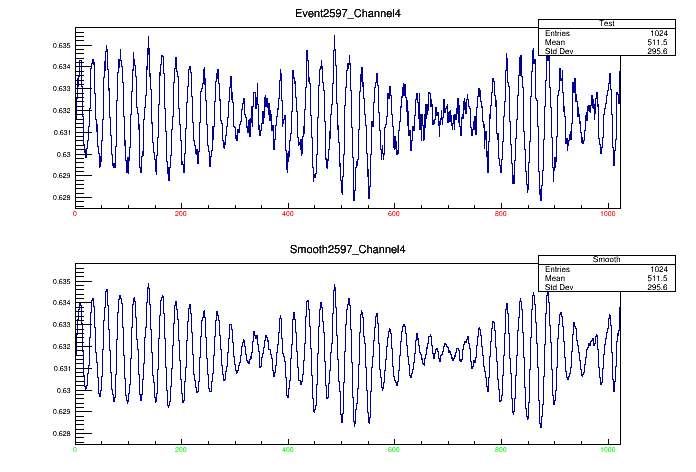 Event2597_Channel4
Test
Entries 1024
Mean 511.5
Std Dev 295.6
0.635
0.634
0.633
0.632
0.631
0.63
0.629
0.628
0 200 400 600 800 1000
Smooth2597_Channel4
Smooth
Entries 1024
Mean 511.5
Std Dev 295.6
0.635
0.634
0.633
0.632
0.631
0.63
0.629
0.628
0 200 400 600 800 1000